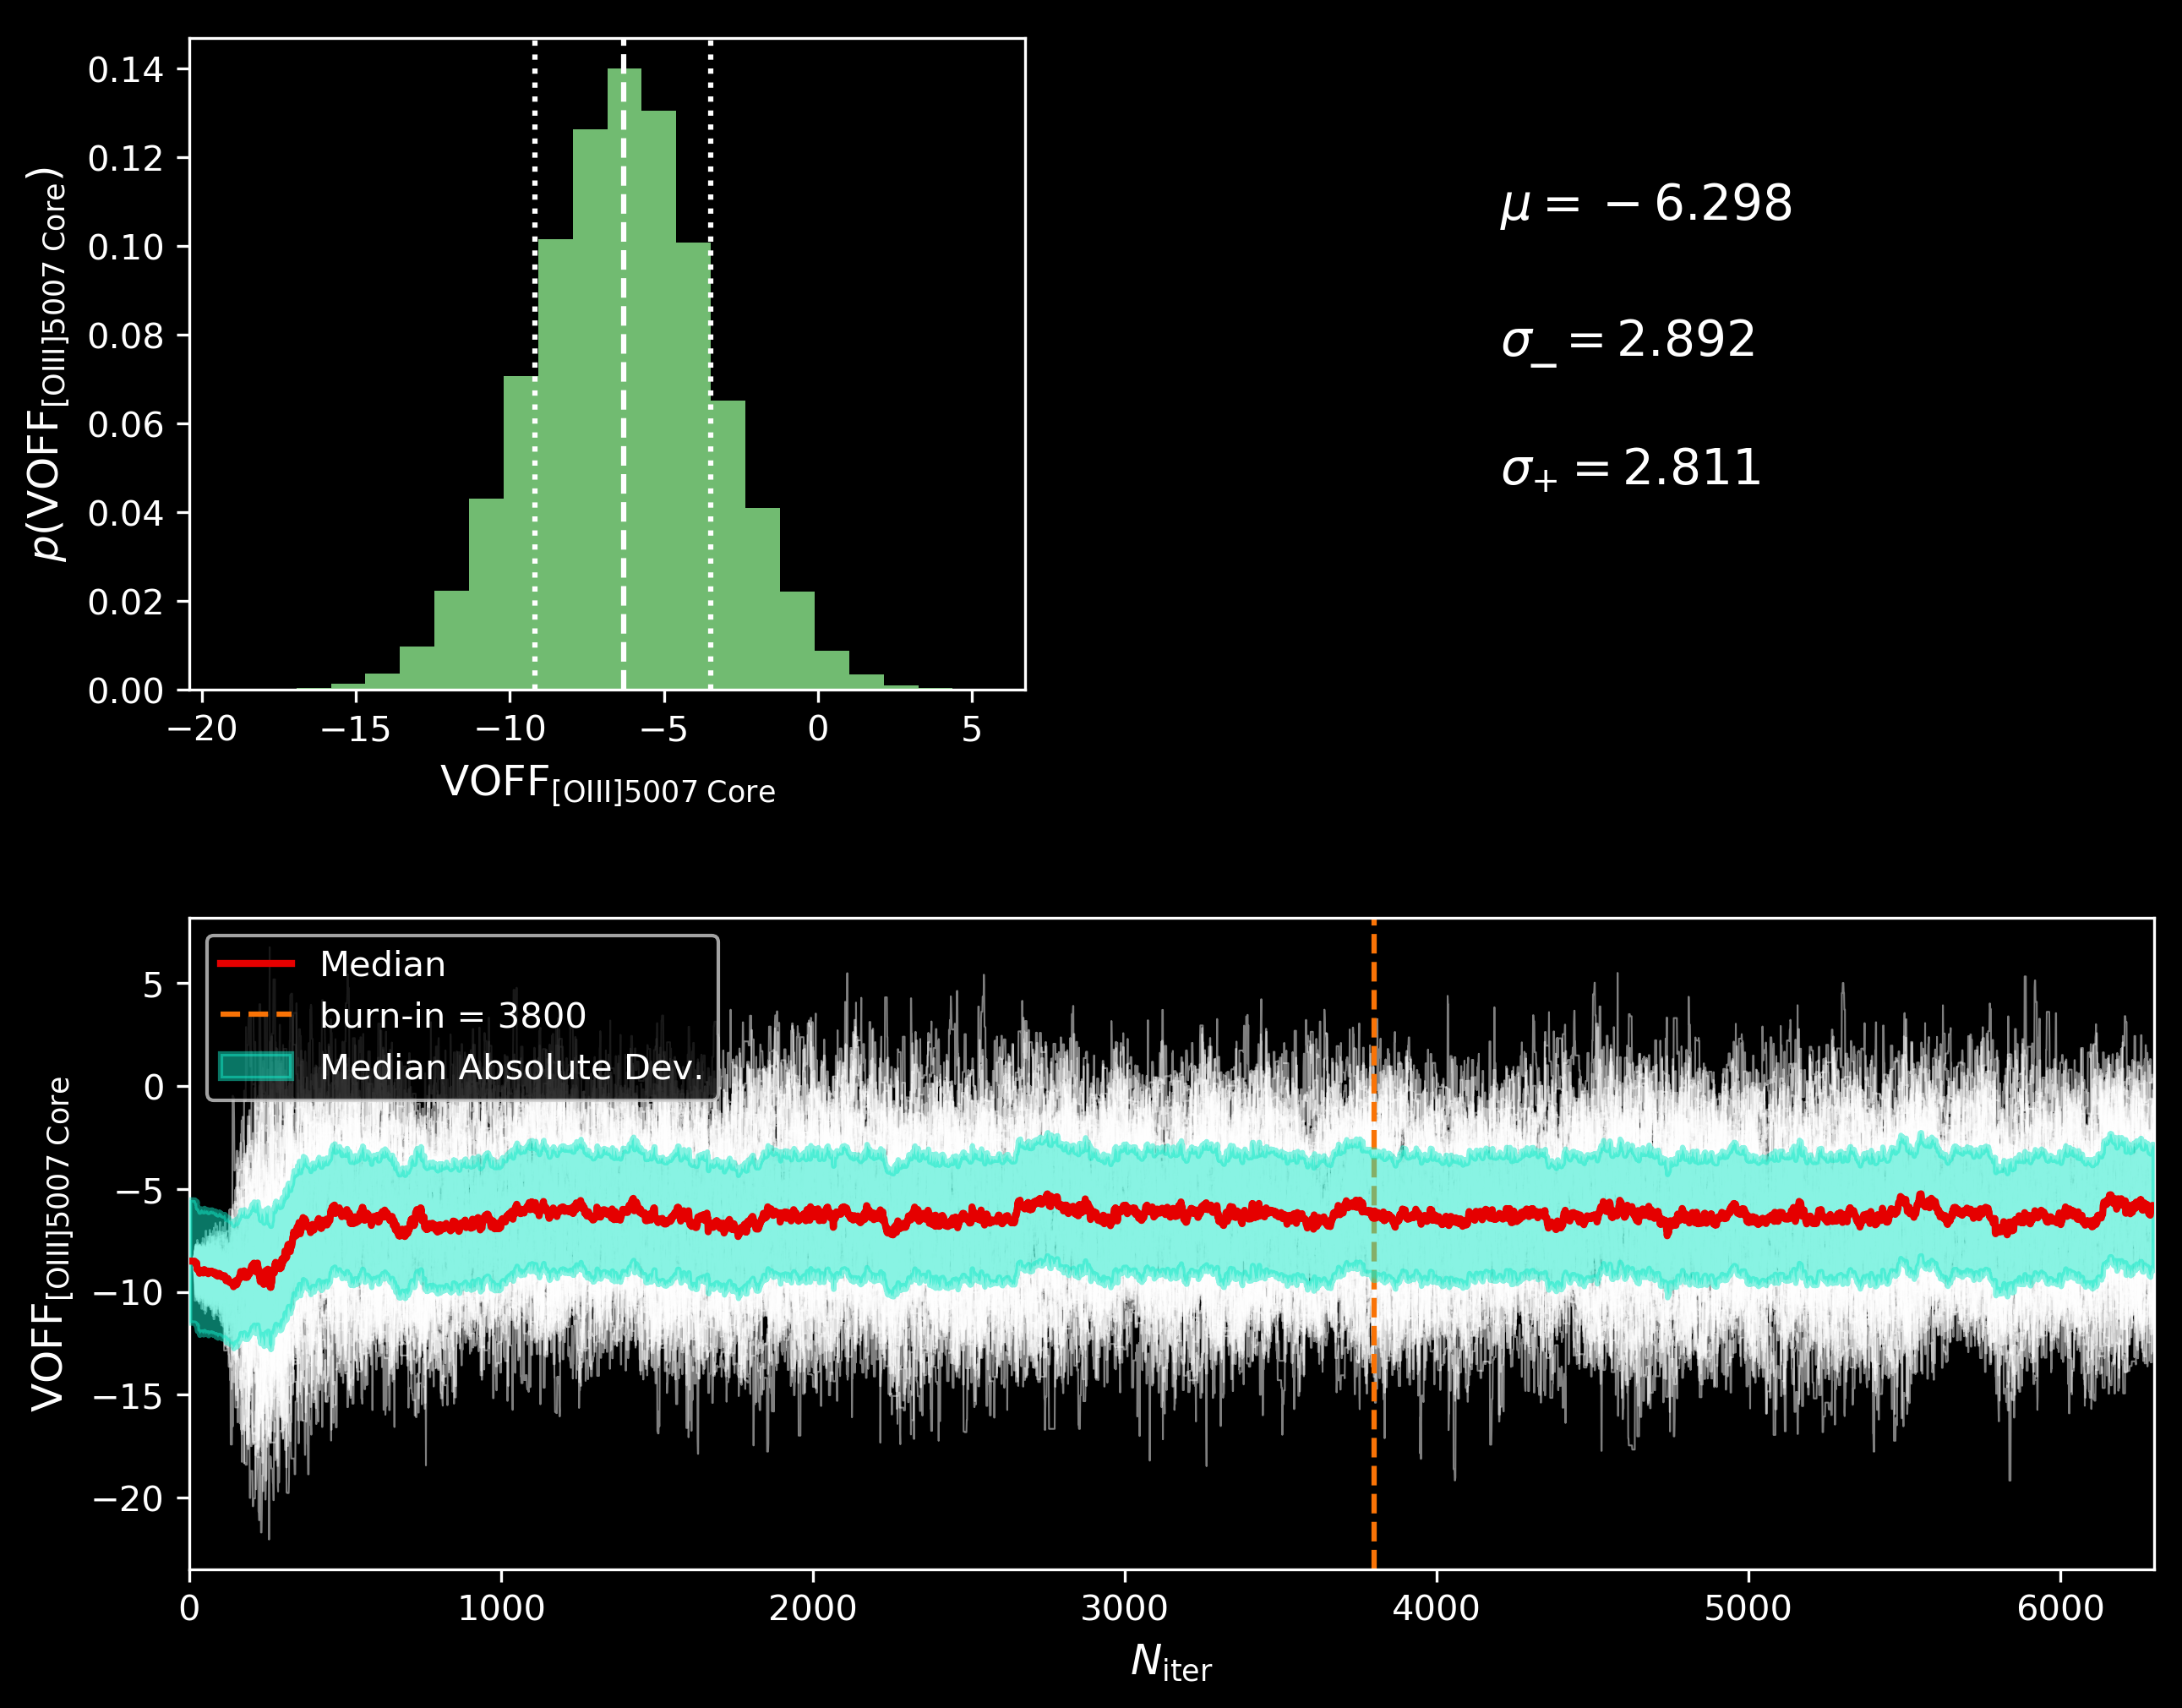 p(VOFF[OIII]5007 Core)
0.14
0.12
0.10
0.08
0.06
0.04
0.02
0.00
−20 −15 −10 −5 0 5
VOFF[OIII]5007 Core
μ = −6.298
σ− = 2.892
σ+ = 2.811
VOFF[OIII]5007 Core
5
0
−5
−10
−15
−20
Median
burn-in = 3800
Median Absolute Dev.
0 1000 2000 3000 4000 5000 6000
Niter